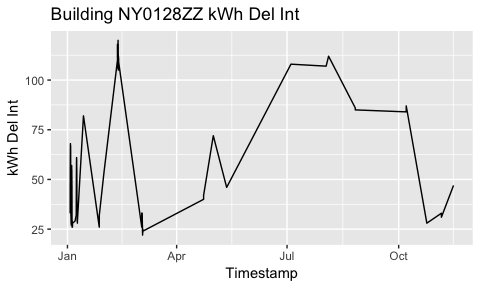 Building NY0128ZZ kWh Del Int
kWh Del Int
100
75
50
25
Jan Apr Jul Oct
Timestamp